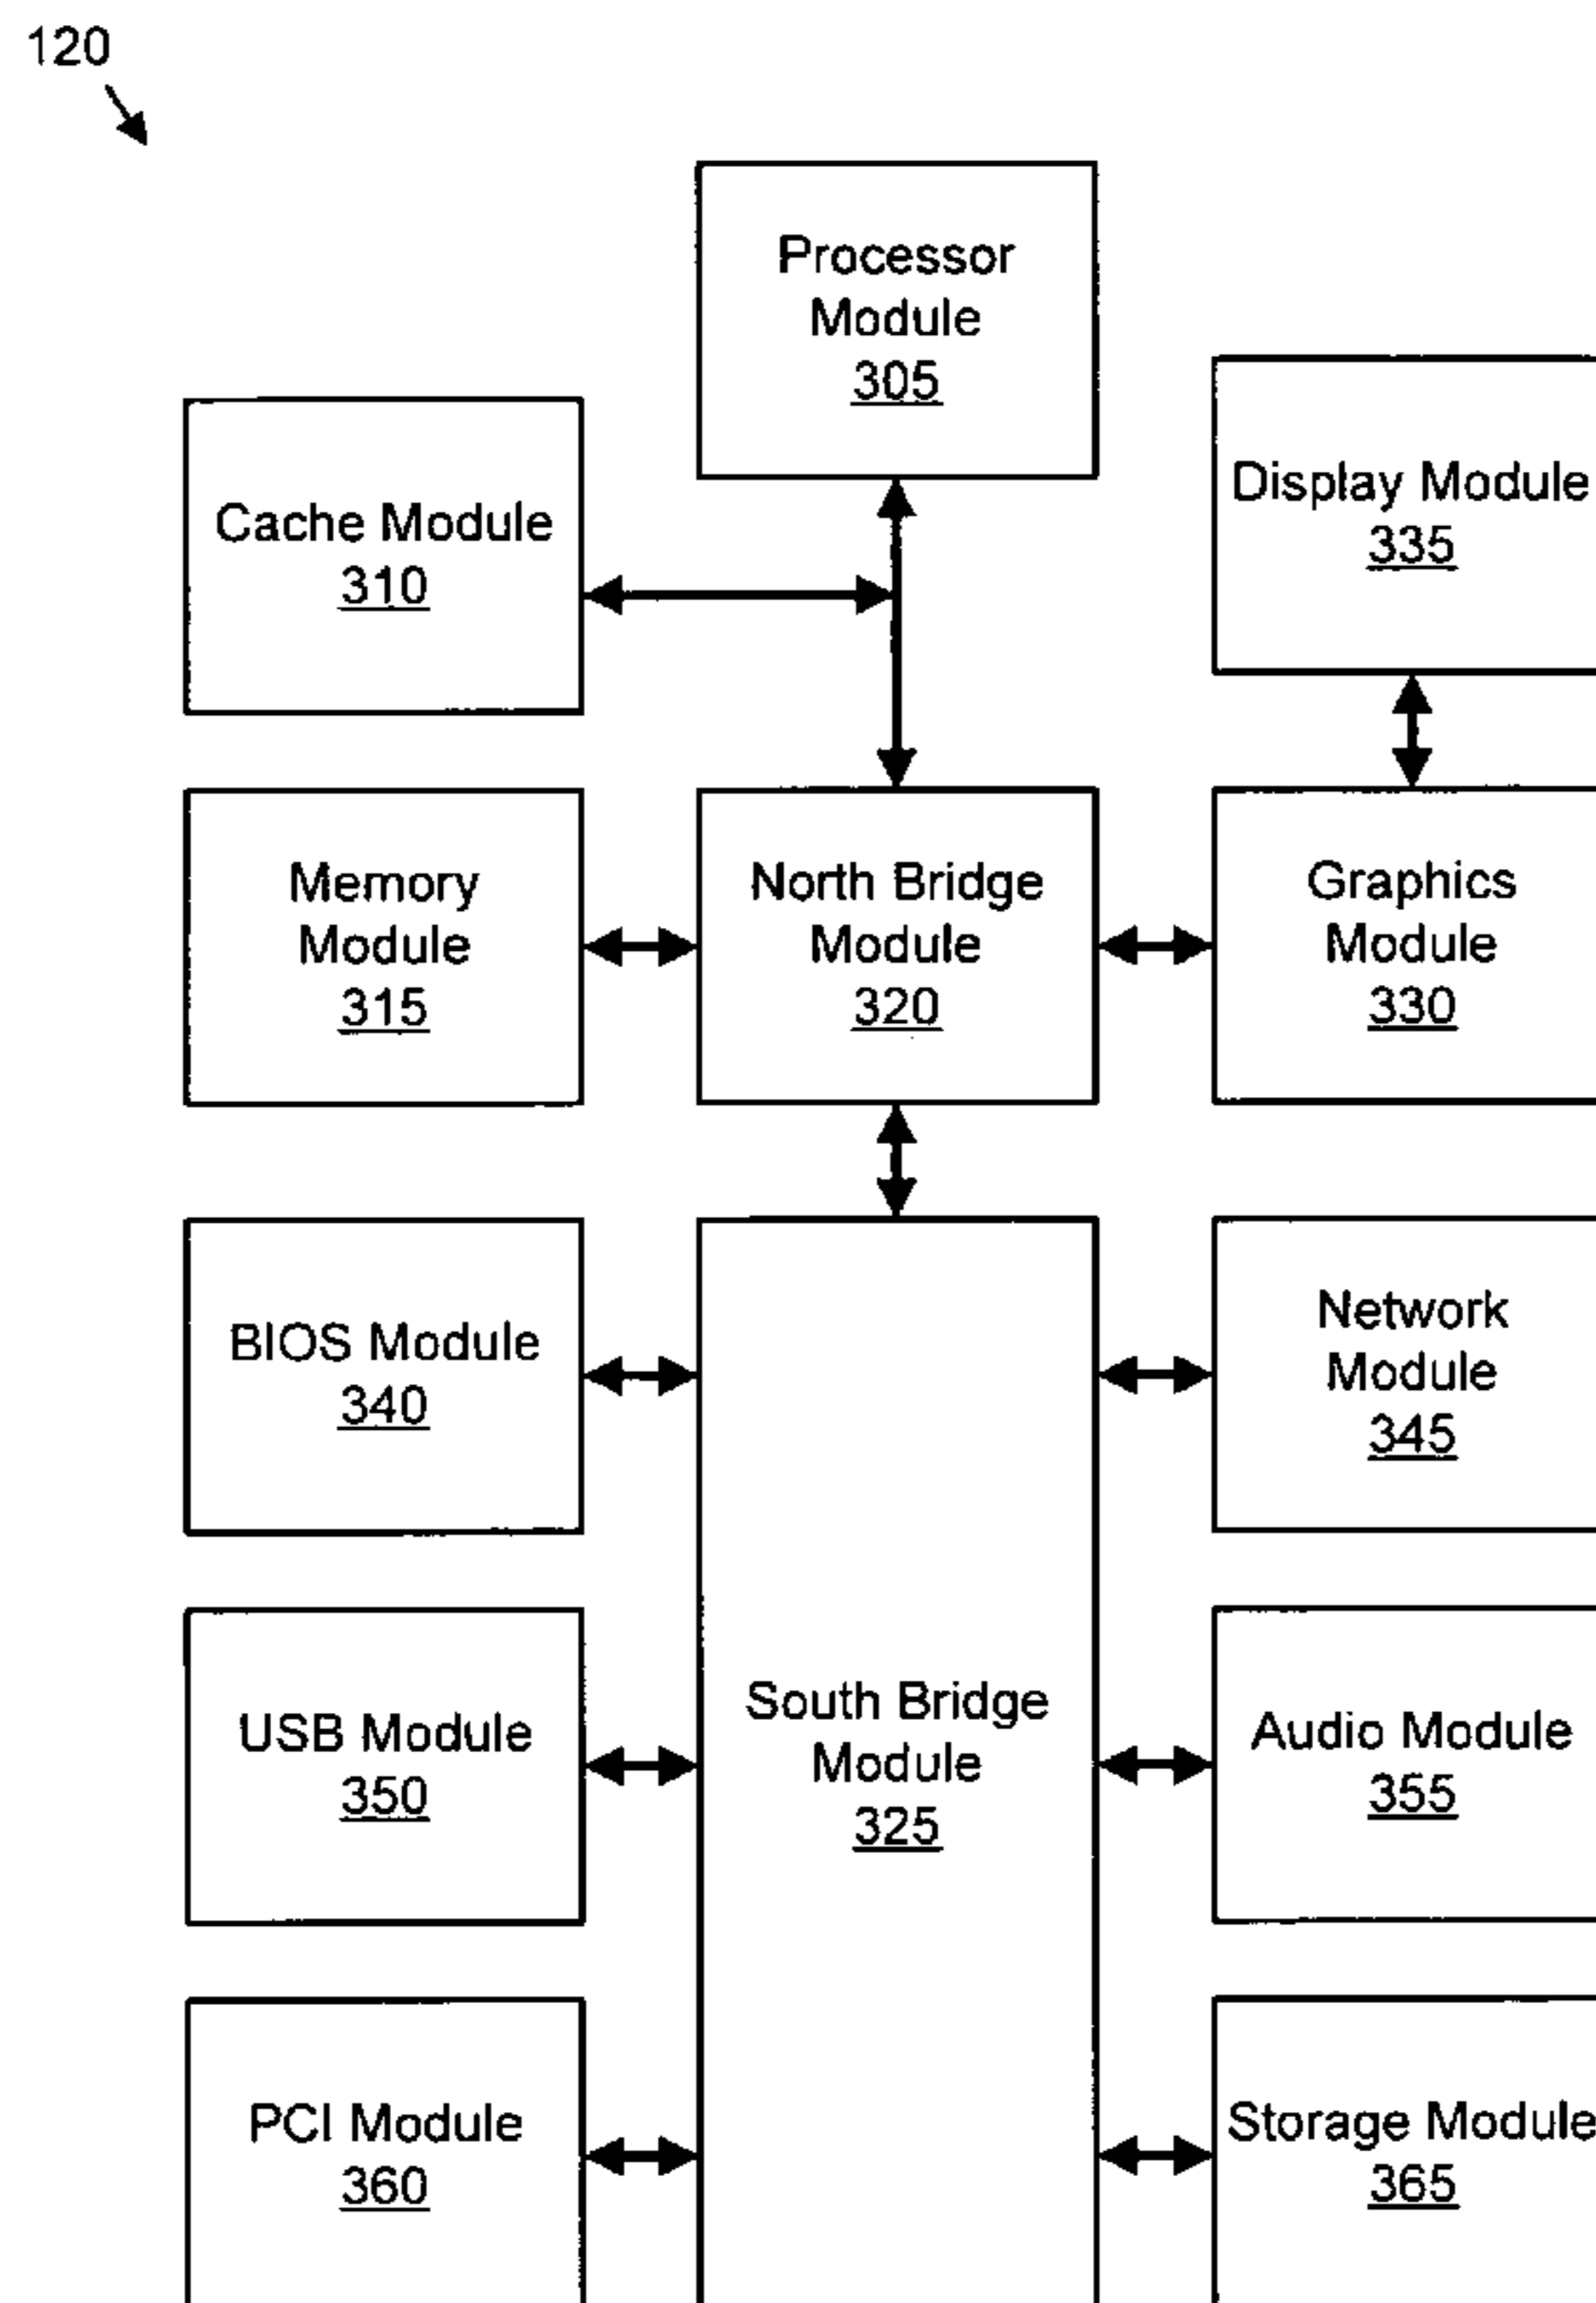 120
Processor
Module
305
Cache Module
310
Display Module
335
Memory
Module
315
North Bridge
Module
320
Graphics
Module
330
BIOS Module
340
Network
Module
345
USB Module
350
South Bridge
Module
325
Audio Module
355
PCI Module
360
Storage Module
365